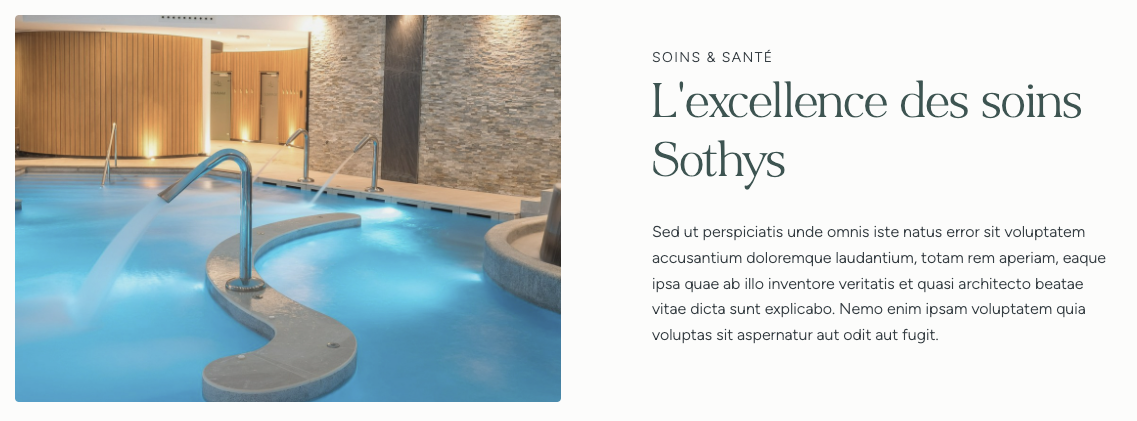 SOINS & SANTÉ
L'excellence des soins
Sothys
Sed ut perspiciatis unde omnis iste natus error sit voluptatem
accusantium doloremque laudantium, totam rem aperiam, eaque
ipsa quae ab illo inventore veritatis et quasi architecto beatae
vitae dicta sunt explicabo. Nemo enim ipsam voluptatem quia
voluptas sit aspernatur aut odit aut fugit.